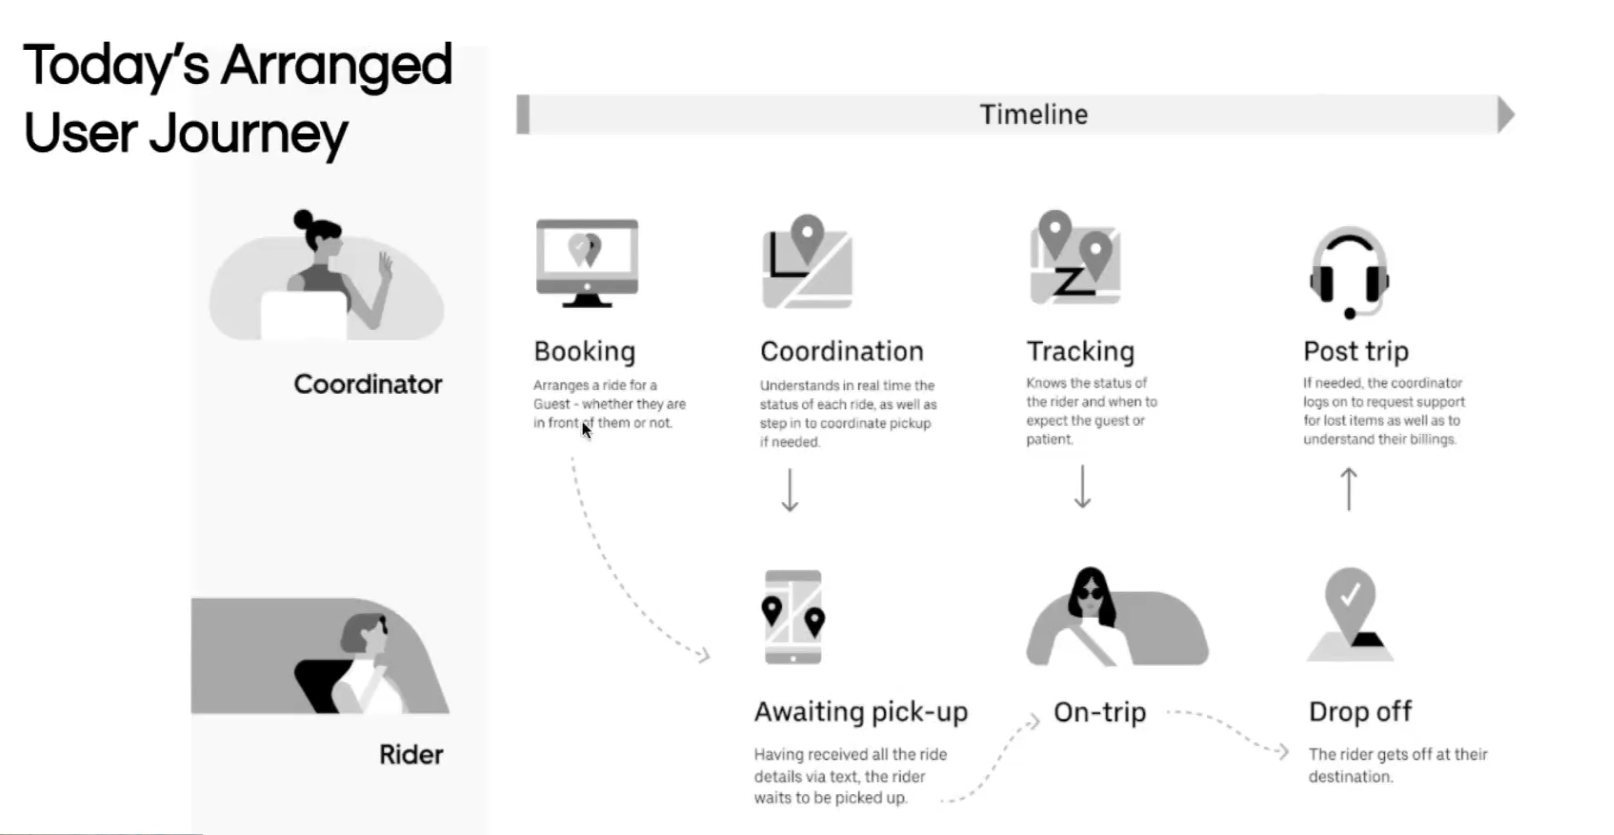 Today's Arranged
User Journey
Timeline
Coordinator
Booking
Arranges a ride for a
Guest - whether they are
in front of them or not.
Coordination
Understands in real time the
status of each ride, as well as
step in to coordinate pickup
if needed.
Tracking
Knows the status of
the rider and when to
expect the guest or
patient.
Post trip
If needed, the coordinator
logs on to request support
for lost items as well as to
understand their billings.
Rider
Awaiting pick-up
Having received all the ride
details via text, the rider
waits to be picked up.
On-trip
Drop off
The rider gets off at their
destination.